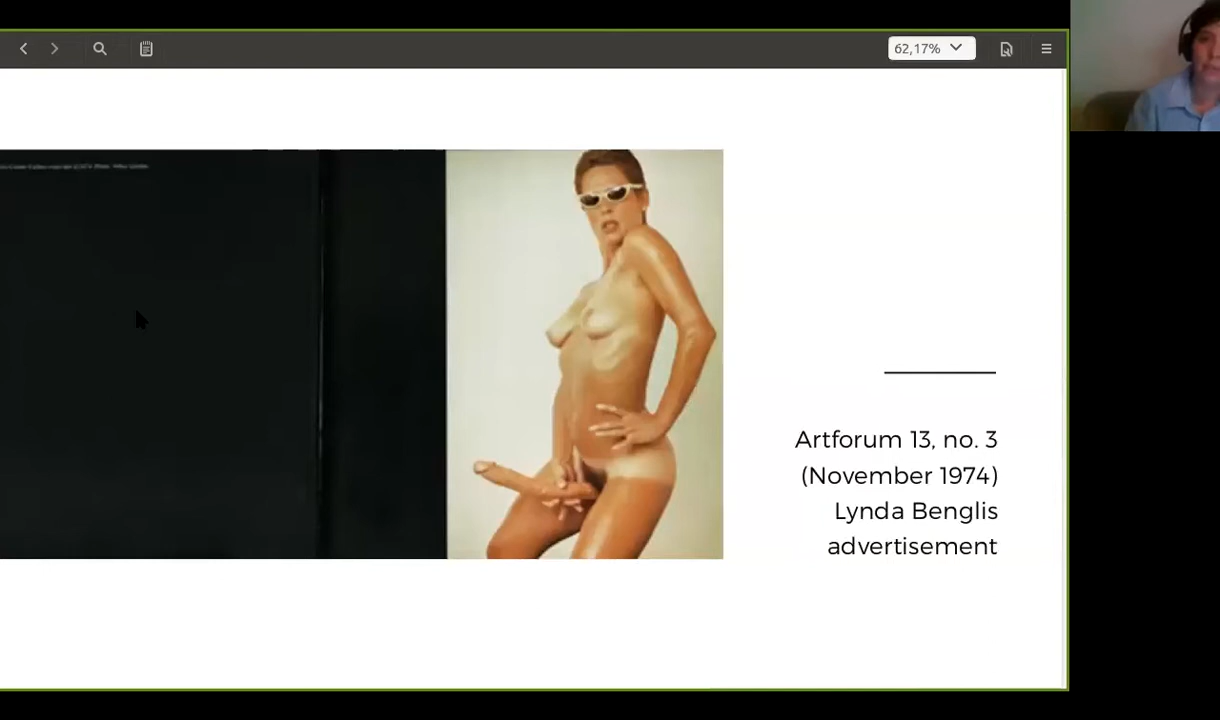 62,17%
Artforum 13, no. 3
(November 1974)
Lynda Benglis
advertisement